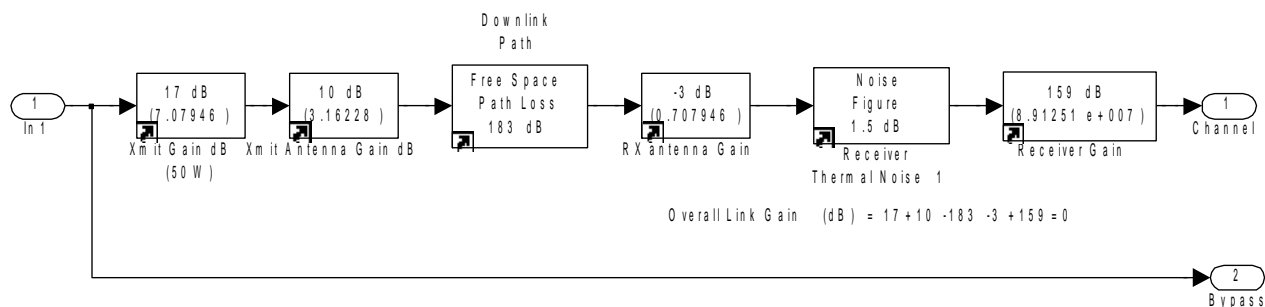 Downlink
Path
17 dB
(7.07946 )
10 dB
(3.16228 )
Free Space
Path Loss
183 dB
-3 dB
(0.707946 )
Noise
Figure
1.5 dB
159 dB
(8.91251 e+007 )
1
In 1
1
Channel
Xmit Gain dB
(50 W )
Xmit Antenna Gain dB
RX antenna Gain
Receiver
Thermal Noise 1
Receiver Gain
Overall Link Gain (dB) = 17 +10 -183 -3 +159 =0
2
Bypass